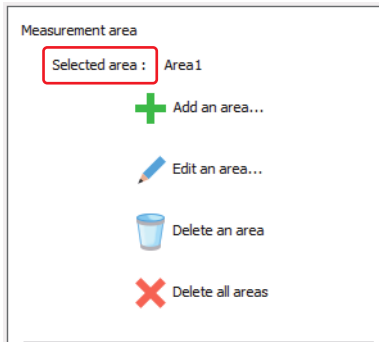 Measurement area
Selected area : Area1
Add an area...
Edit an area...
Delete an area
Delete all areas